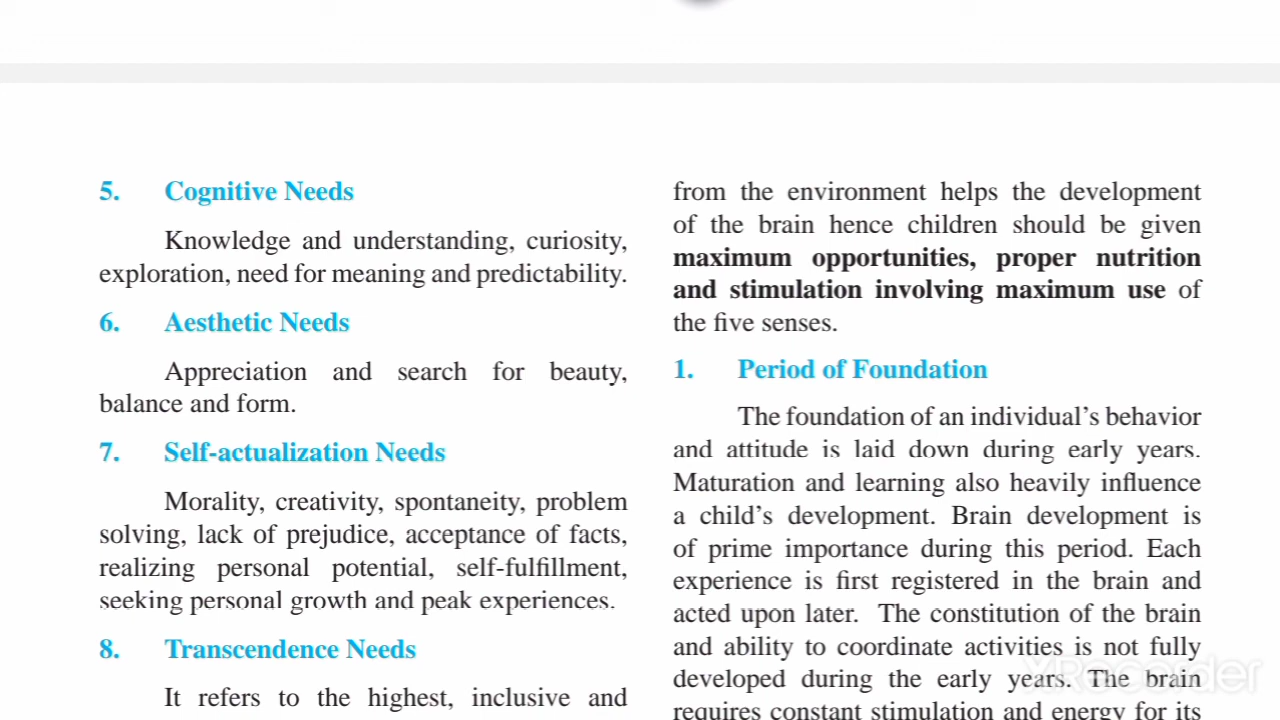 5. Cognitive Needs
Knowledge and understanding, curiosity,
exploration, need for meaning and predictability.
6. Aesthetic Needs
Appreciation and search for beauty,
balance and form.
7. Self-actualization Needs
Morality, creativity, spontaneity, problem
solving, lack of prejudice, acceptance of facts,
realizing personal potential, self-fulfillment,
seeking personal growth and peak experiences.
8. Transcendence Needs
It refers to the highest, inclusive and
from the environment helps the development
of the brain hence children should be given
maximum opportunities, proper nutrition
and stimulation involving maximum use of
the five senses.
1. Period of Foundation
The foundation of an individual's behavior
and attitude is laid down during early years.
Maturation and learning also heavily influence
a child's development. Brain development is
of prime importance during this period. Each
experience is first registered in the brain and
acted upon later. The constitution of the brain
and ability to coordinate activities is not fully
developed during the early years. The brain
requires constant stimulation and energy for its
XRecorder